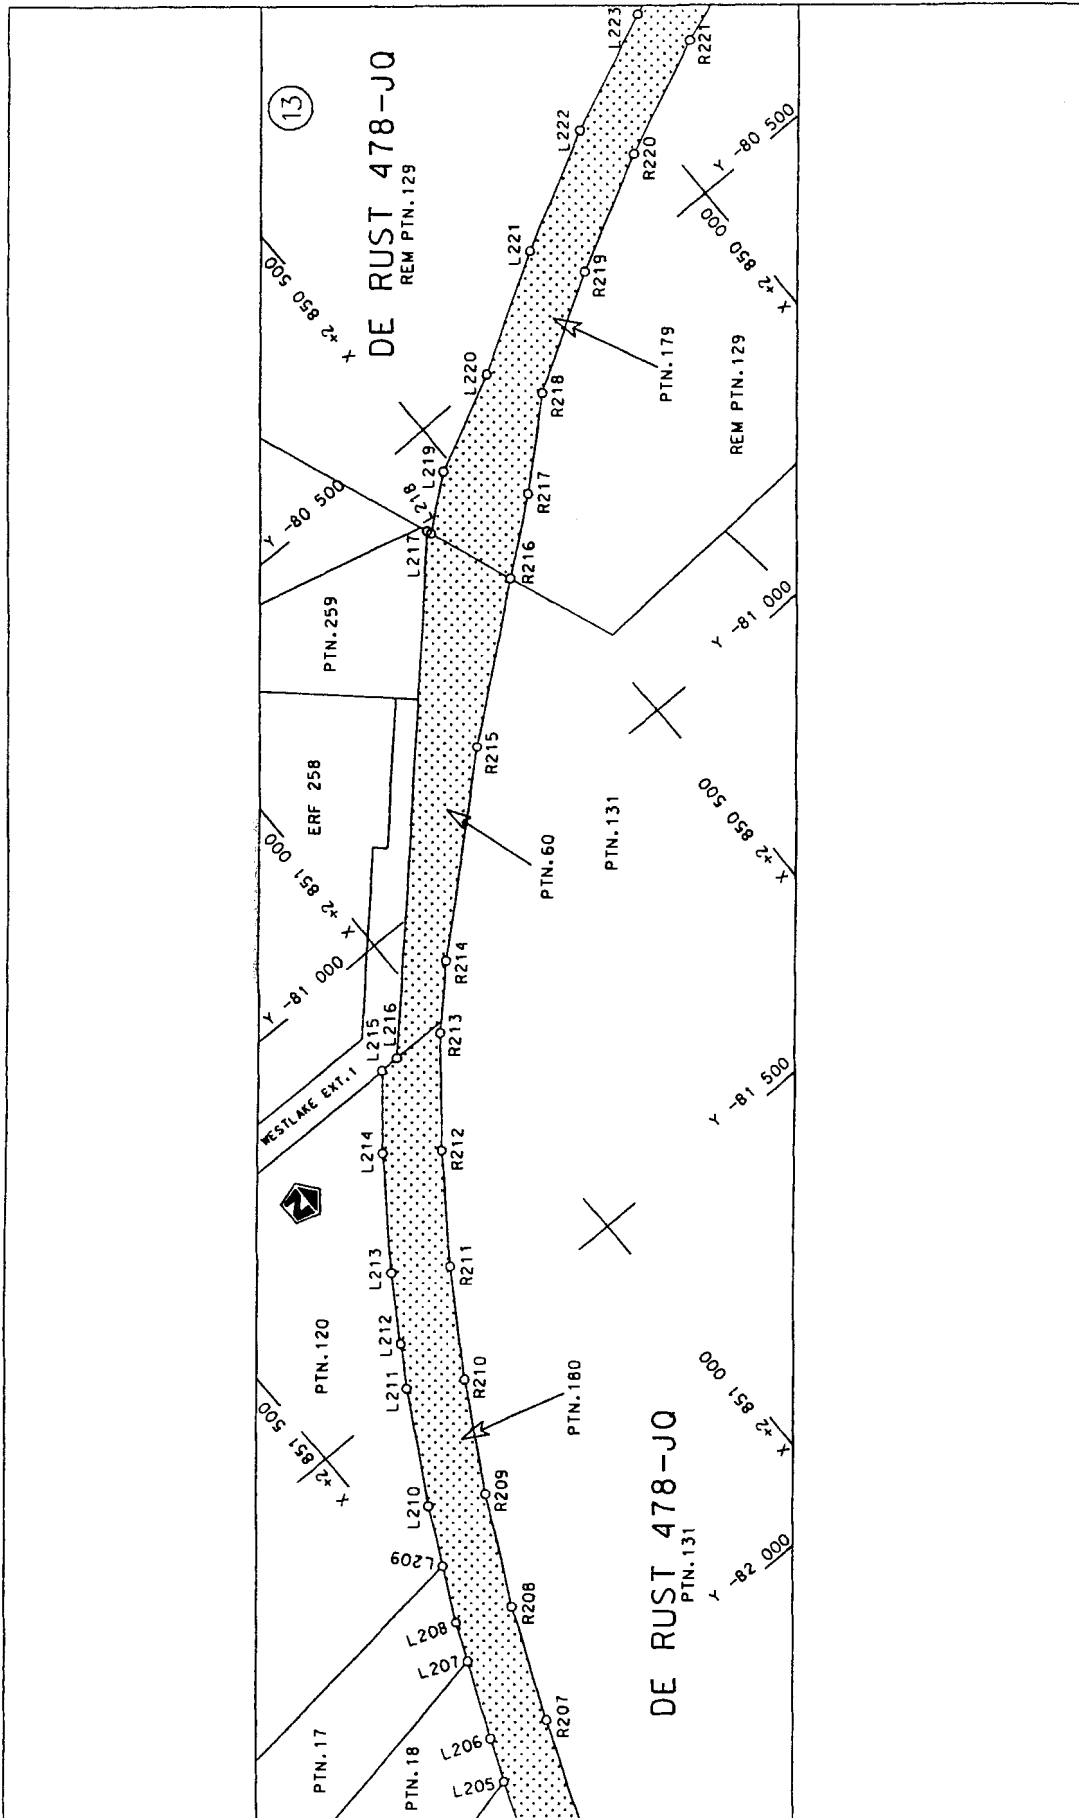 13
DE RUST 478-JQ
REM PTN.129
L223
R221
L222
R220
Y -80 500
X +2 850 000
L221
R219
X +2 850 500
L220
R218
PTN.179
REM PTN.129
L219
L218
R217
Y -80 500
L217
R216
PTN.259
Y -81 000
R215
ERF 258
PTN.60
PTN.131
X +2 850 500
X +2 851 000
R214
Y -81 000
L216
L215
R213
WESTLAKE EXT.1
Y -81 500
L214
R212
N
L213
R211
L212
PTN.120
L211
R210
PTN.180
X +2 851 000
X +2 851 500
L210
R209
DE RUST 478-JQ
PTN.131
L209
Y -82 000
R208
L208
L207
R207
L206
PTN.17
PTN.18
L205